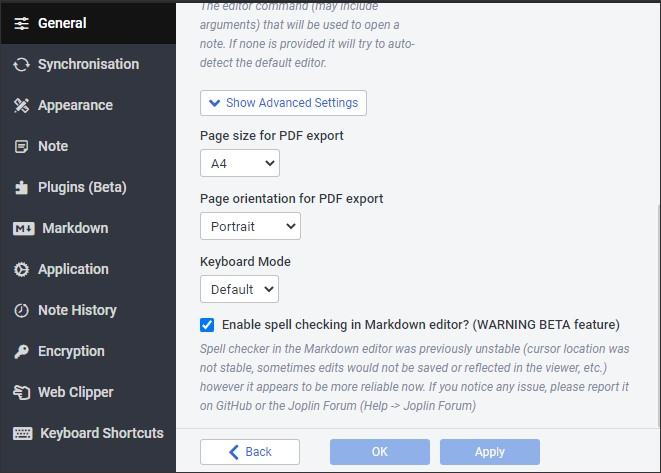 General
Synchronisation
Appearance
Note
Plugins (Beta)
Markdown
Application
Note History
Encryption
Web Clipper
Keyboard Shortcuts
The editor command (may include
arguments) that will be used to open a
note. If none is provided it will try to auto-
detect the default editor.
Show Advanced Settings
Page size for PDF export
A4
Page orientation for PDF export
Portrait
Keyboard Mode
Default
Enable spell checking in Markdown editor? (WARNING BETA feature)
Spell checker in the Markdown editor was previously unstable (cursor location was
not stable, sometimes edits would not be saved or reflected in the viewer, etc.)
however it appears to be more reliable now. If you notice any issue, please report it
on GitHub or the Joplin Forum (Help -> Joplin Forum)
Back
OK
Apply